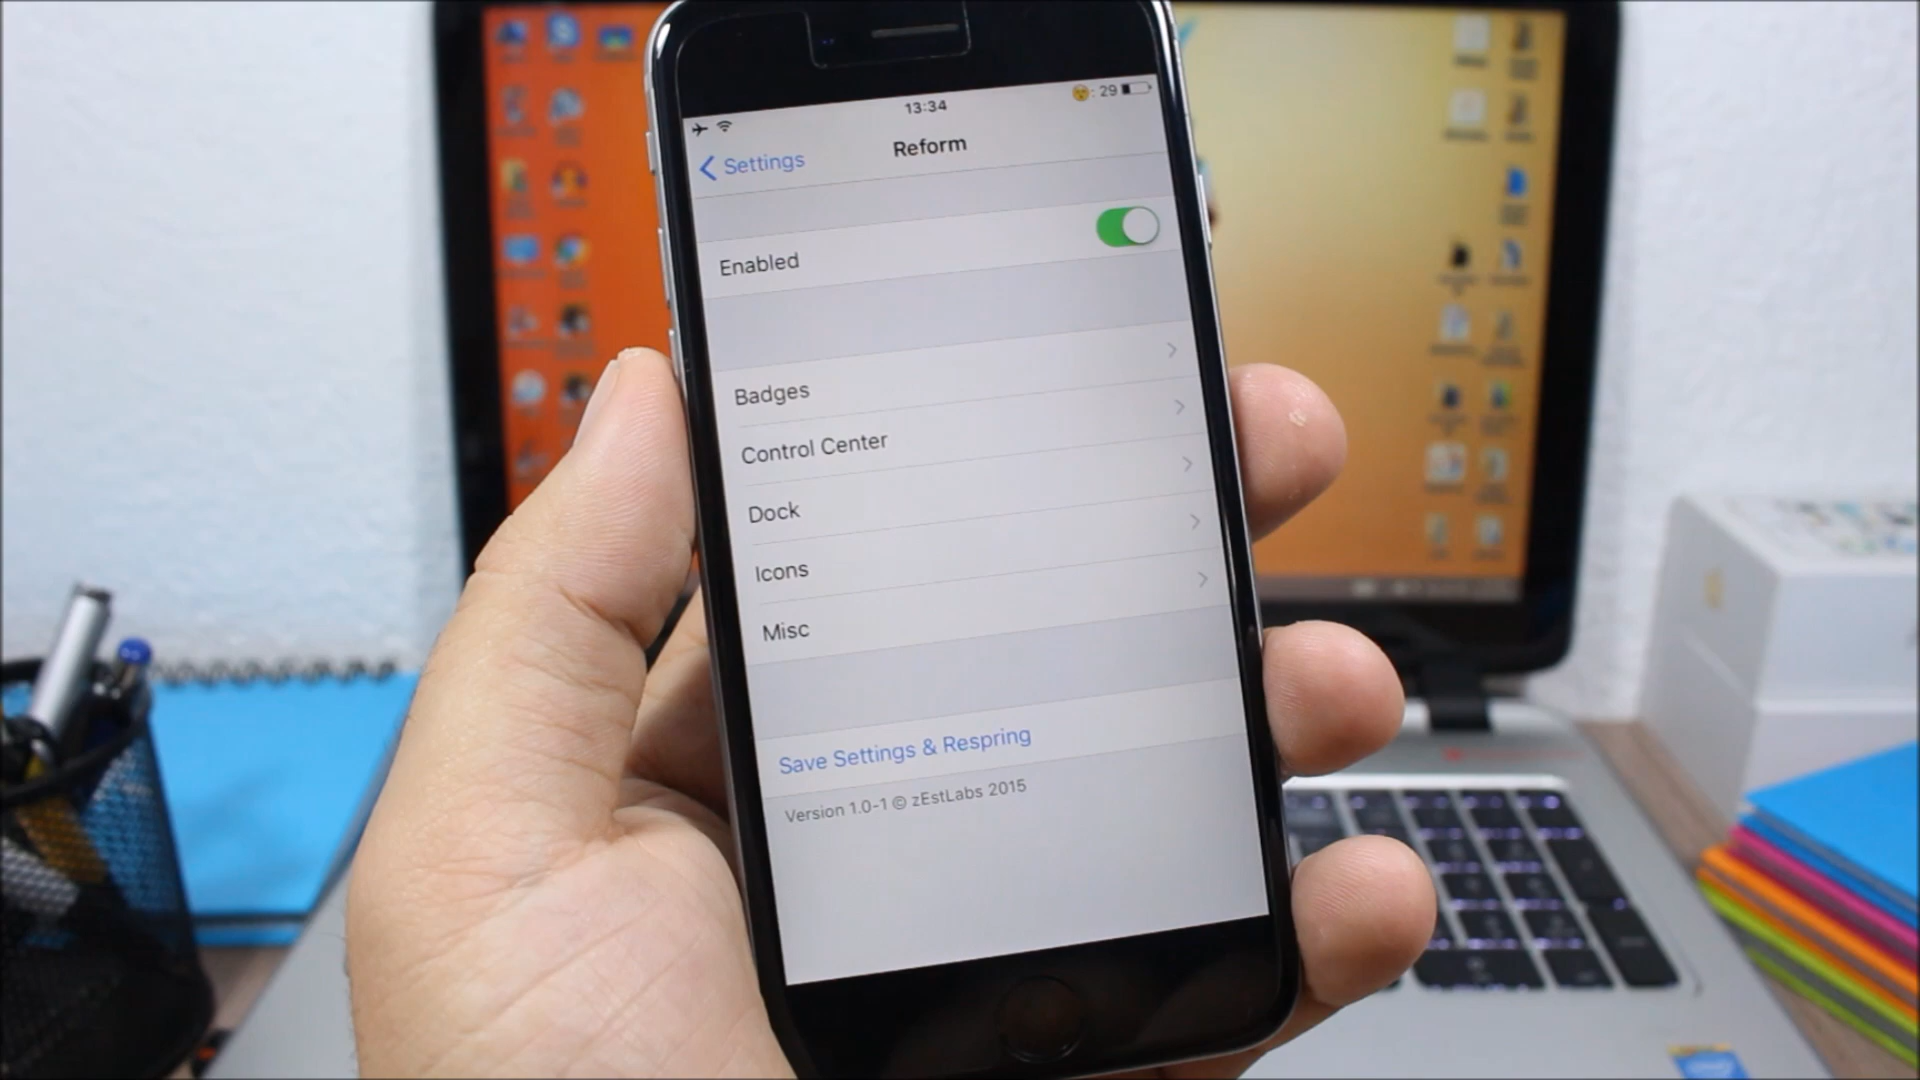 13:34
: 29
Settings
Reform
Enabled
Badges
Control Center
Dock
Icons
Misc
Save Settings & Respring
Version 1.0-1 © zEstLabs 2015